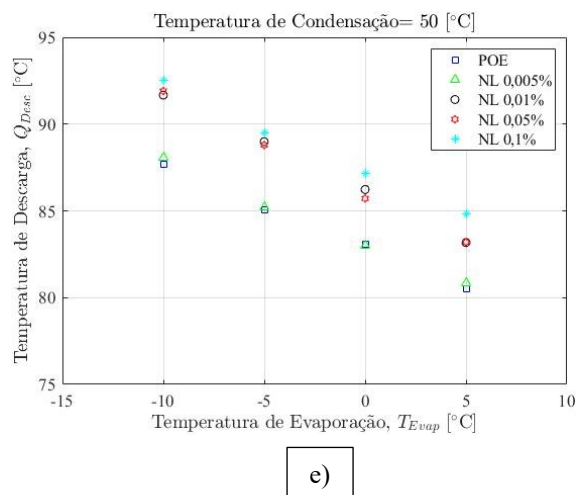 Temperatura de Condensação= 50 [°C]
95
90
85
80
75
Temperatura de Descarga, Q_Desc [°C]
POE
NL 0,005%
NL 0,01%
NL 0,05%
NL 0,1%
-15 -10 -5 0 5 10
Temperatura de Evaporação, T_Evap [°C]
e)